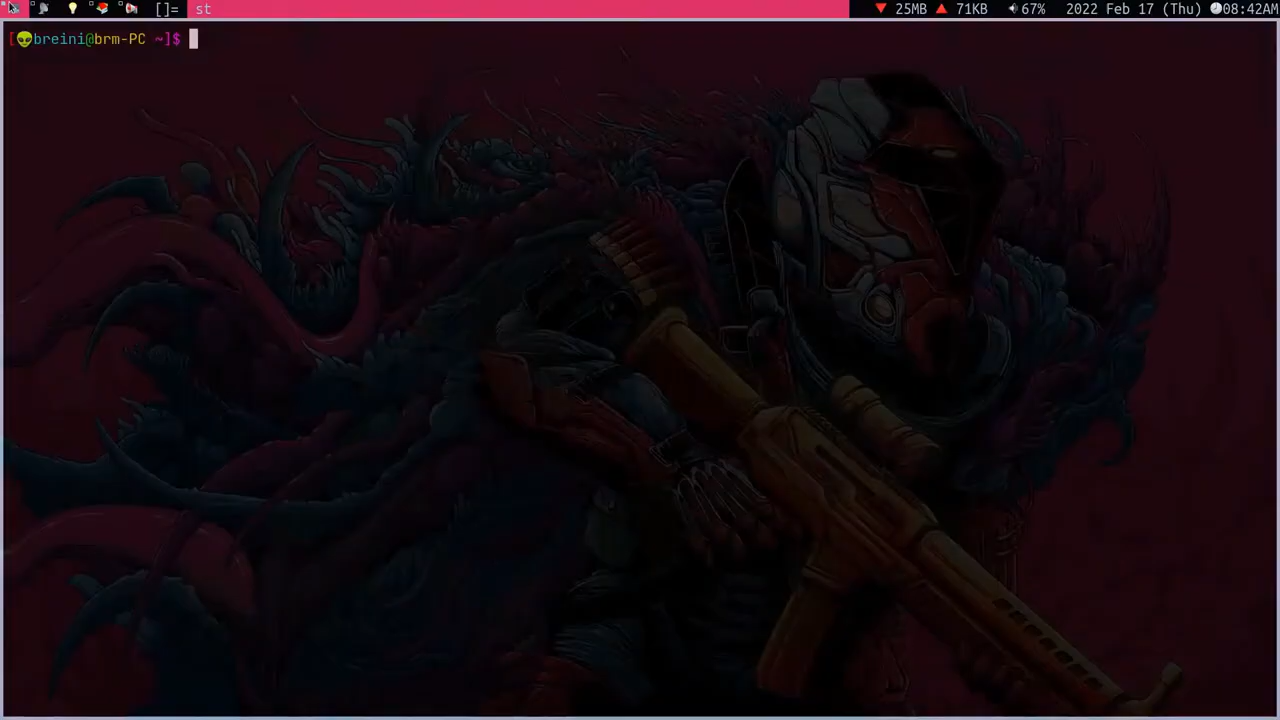 []= st 🔻 25MB 🔺 71KB 🔊67% 2022 Feb 17 (Thu) 🕗08:42AM
[👽breini@brm-PC ~]$